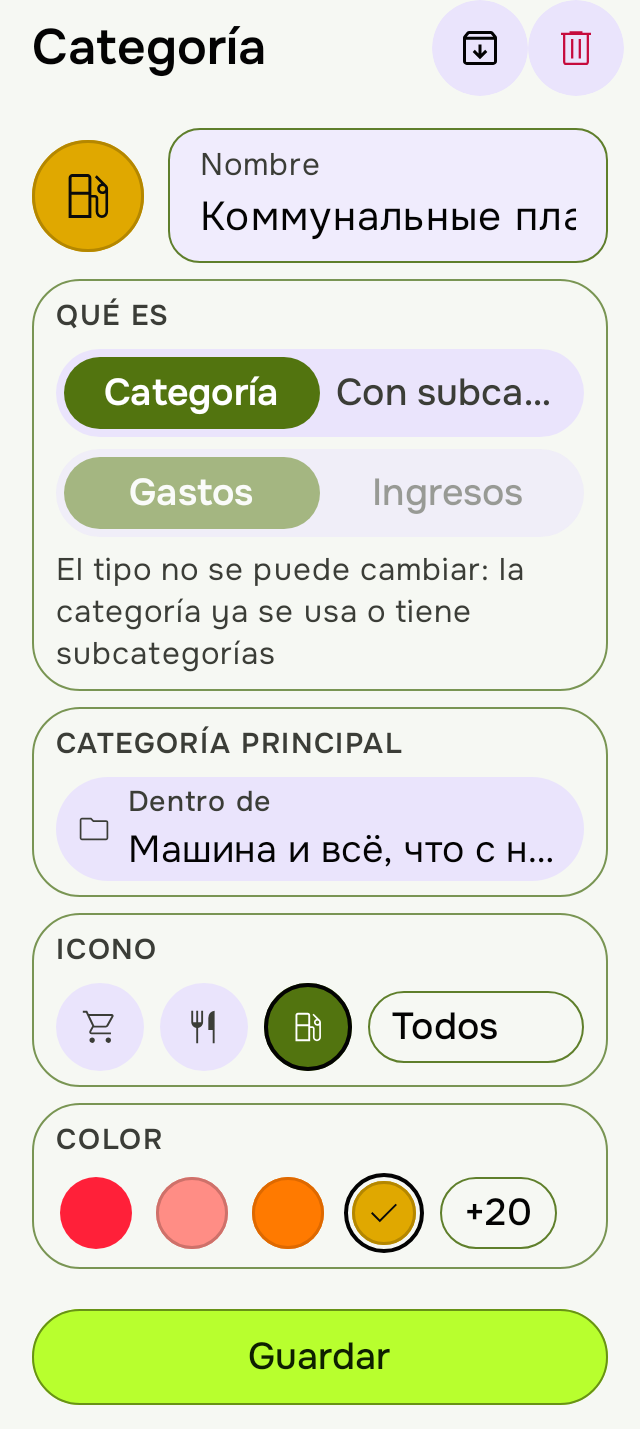 Categoría
Nombre
Коммунальные пла
QUÉ ES
Categoría Con subca...
Gastos Ingresos
El tipo no se puede cambiar: la
categoría ya se usa o tiene
subcategorías
CATEGORÍA PRINCIPAL
Dentro de
Машина и всё, что с н...
ICONO
Todos
COLOR
+20
Guardar